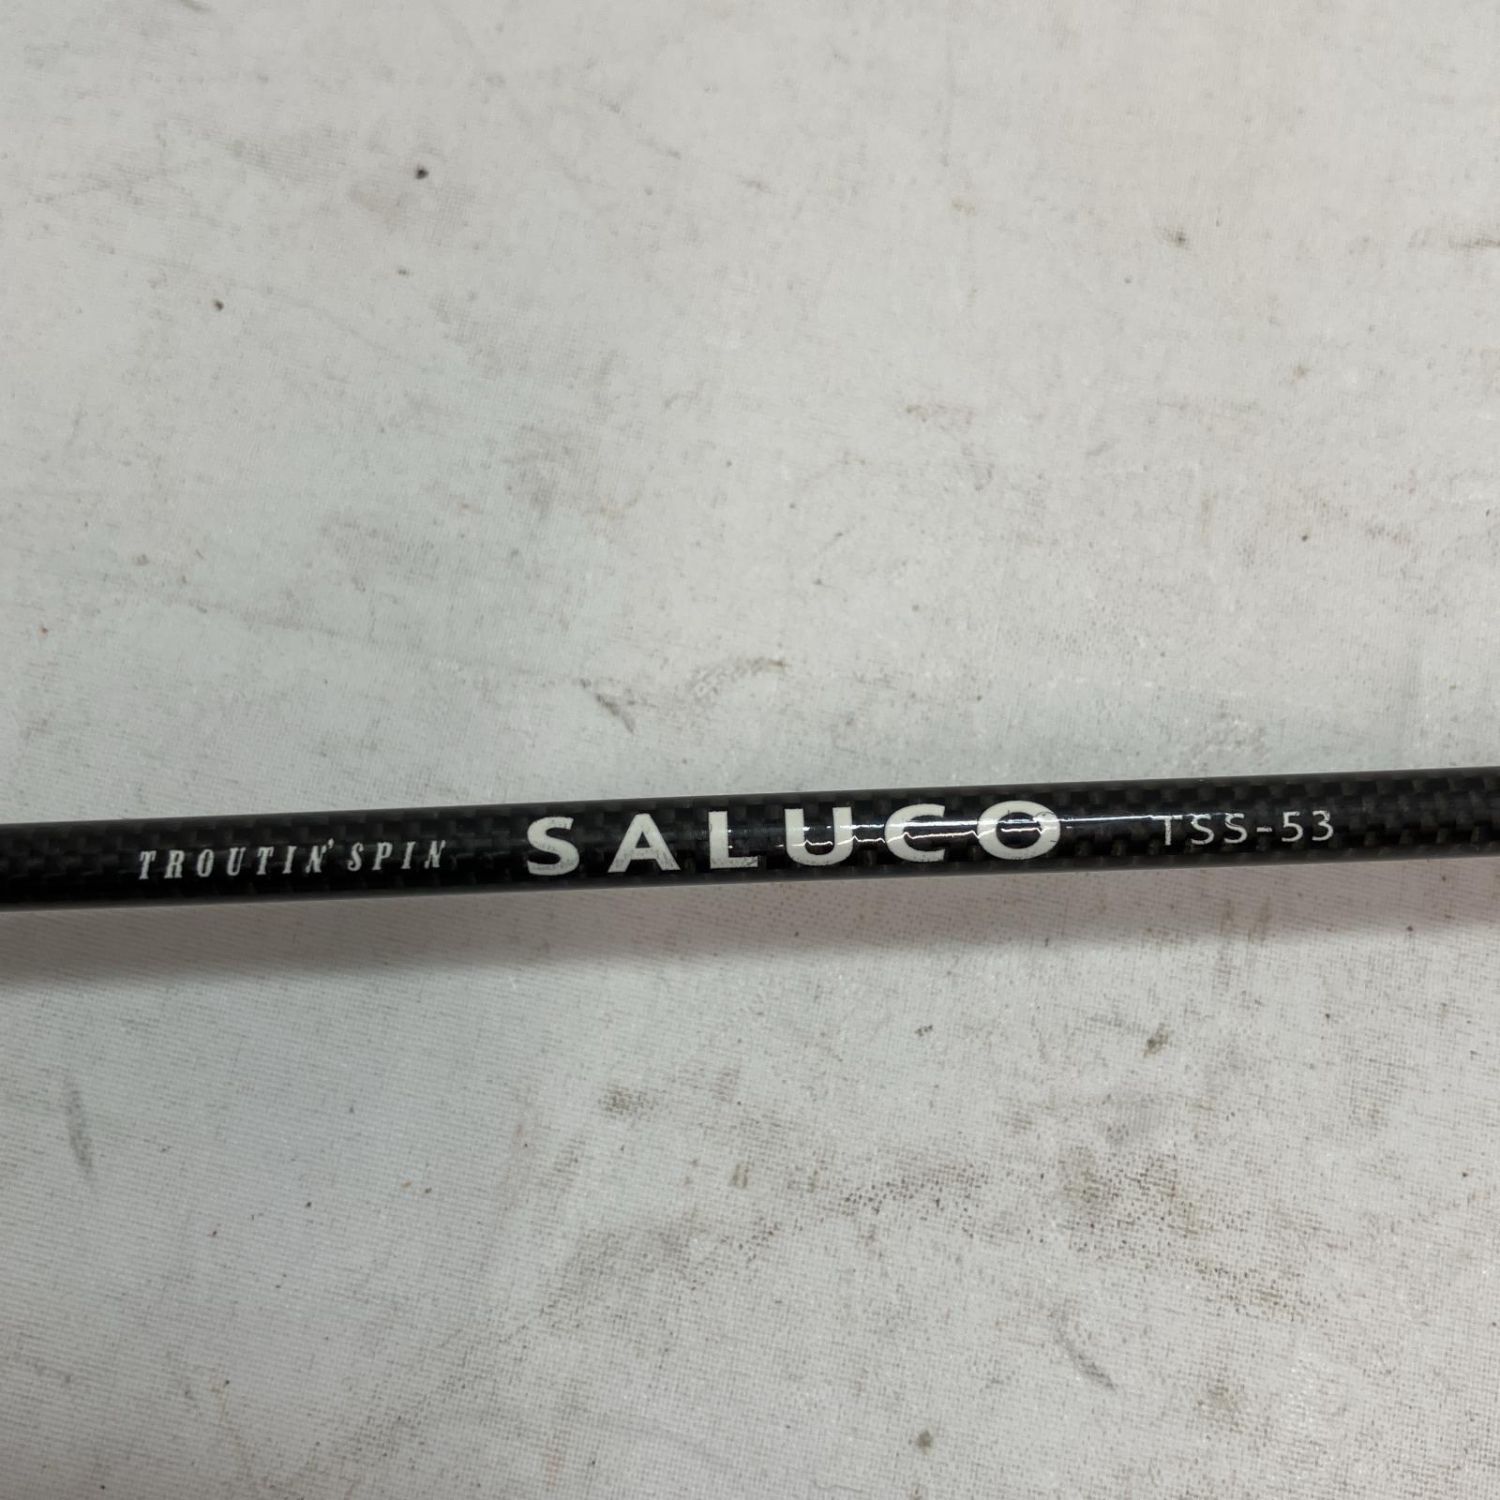 TROUTIN' SPIN SALUCO TSS-53